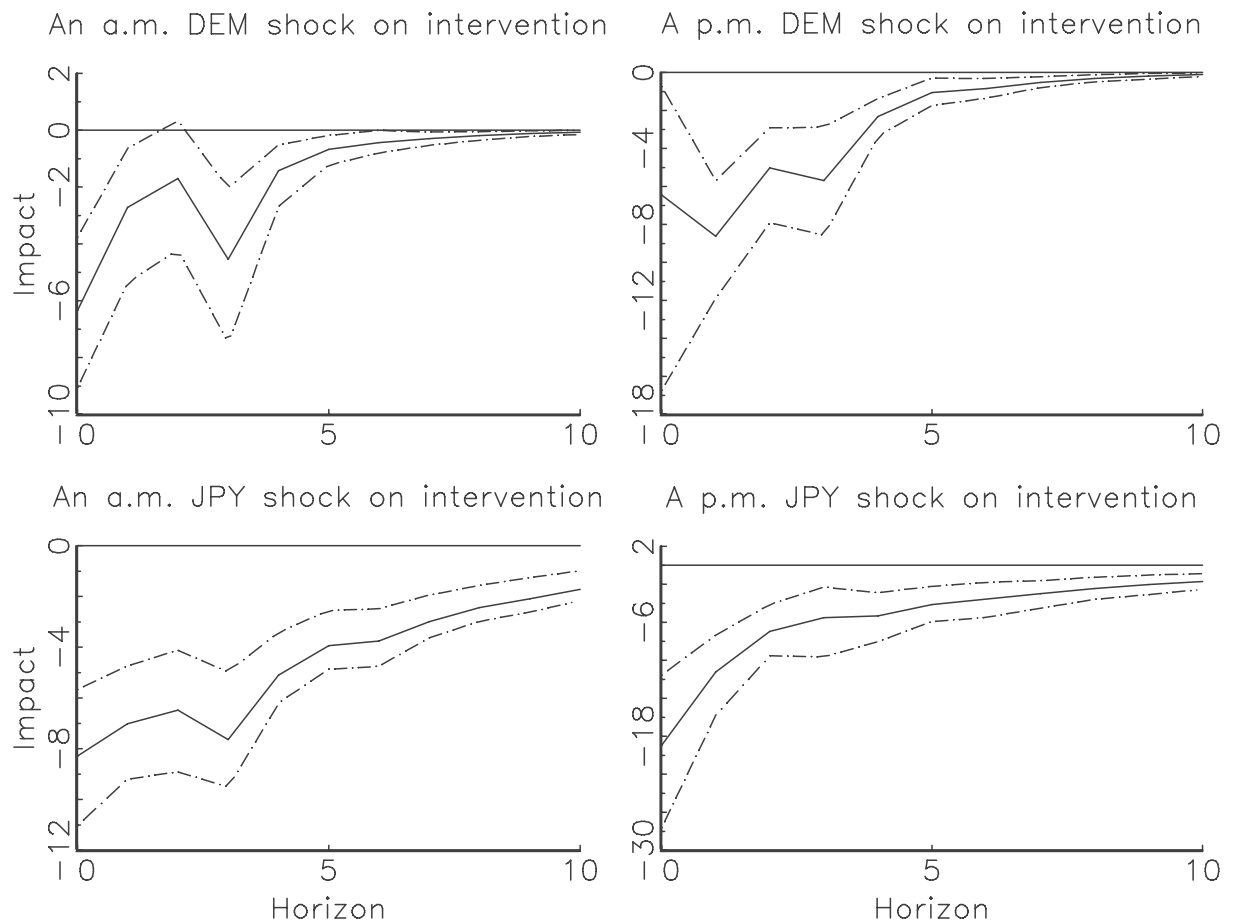 An a.m. DEM shock on intervention
A p.m. DEM shock on intervention
2
0
−2
−6
−10
Impact
0 5 10
0
−4
−8
−12
−18
0 5 10
An a.m. JPY shock on intervention
A p.m. JPY shock on intervention
0
−4
−8
−12
Impact
0 5 10
Horizon
2
−6
−18
−30
0 5 10
Horizon